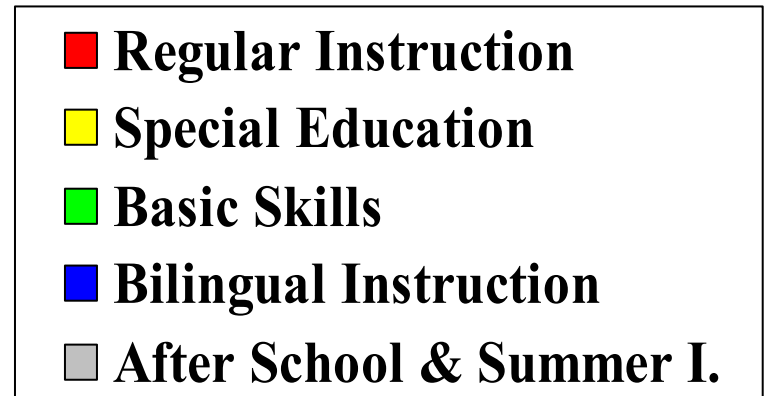 Regular Instruction
Special Education
Basic Skills
Bilingual Instruction
After School & Summer I.